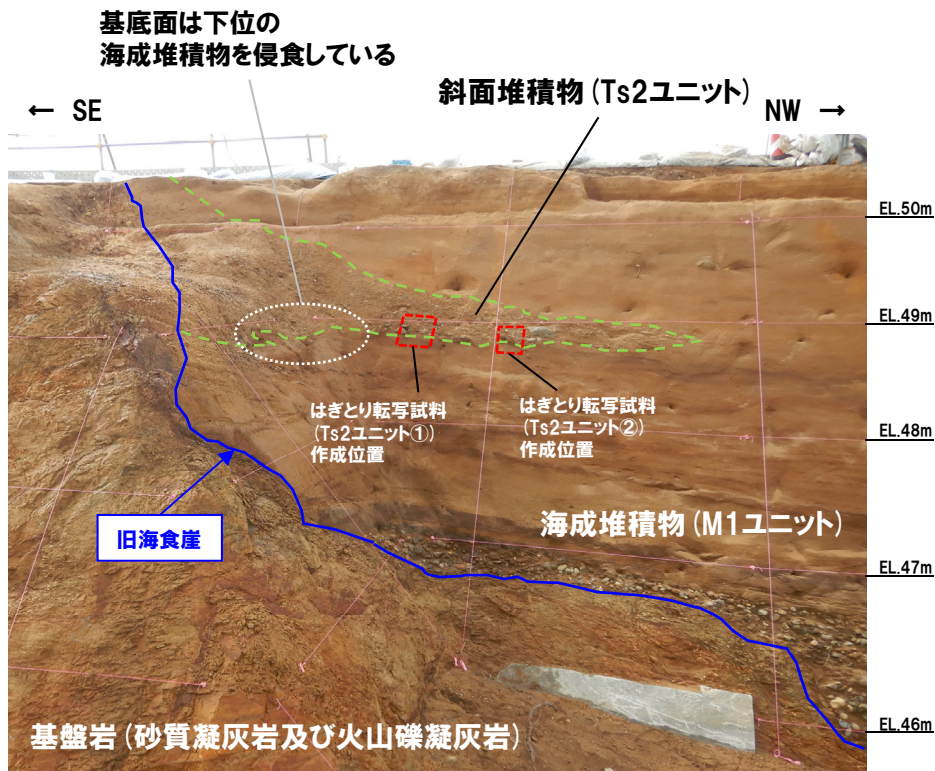 基底面は下位の
海成堆積物を侵食している
斜面堆積物(Ts2ユニット)
← SE
NW →
EL.50m
EL.49m
はぎとり転写試料
(Ts2ユニット①)
作成位置
はぎとり転写試料
(Ts2ユニット②)
作成位置
EL.48m
海成堆積物(M1ユニット)
旧海食崖
EL.47m
基盤岩(砂質凝灰岩及び火山礫凝灰岩)
EL.46m